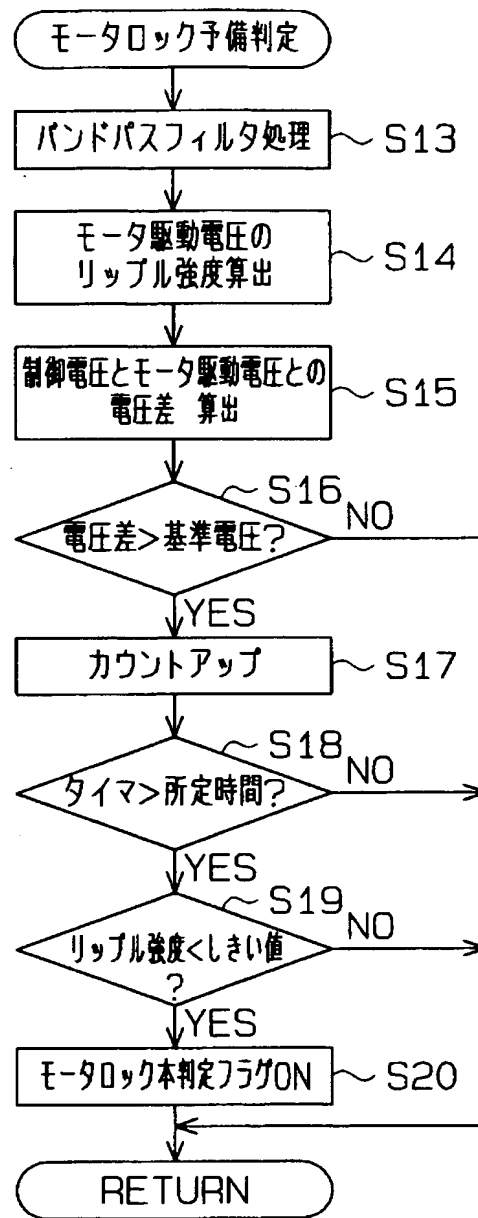 モータロック予備判定
バンドパスフィルタ処理
S13
モータ駆動電圧の
リップル強度算出
S14
制御電圧とモータ駆動電圧との
電圧差 算出
S15
S16
電圧差>基準電圧?
NO
YES
カウントアップ
S17
S18
タイマ>所定時間?
NO
YES
S19
リップル強度<しきい値
?
NO
YES
モータロック本判定フラグON
S20
RETURN